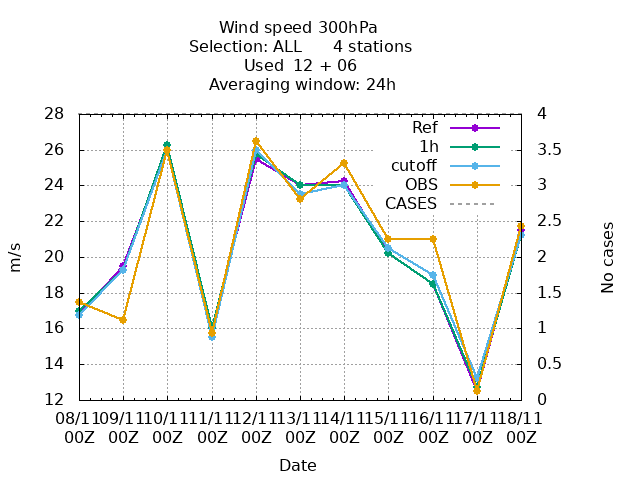 Wind speed 300hPa
Selection: ALL 4 stations
Used 12 + 06
Averaging window: 24h
28 4
26 3.5
24 3
22 2.5
20 2
18 1.5
16 1
14 0.5
12 0
Ref
1h
cutoff
OBS
CASES
m/s
No cases
08/11 09/11 10/11 11/11 12/11 13/11 14/11 15/11 16/11 17/11 18/11
00Z 00Z 00Z 00Z 00Z 00Z 00Z 00Z 00Z 00Z 00Z
Date